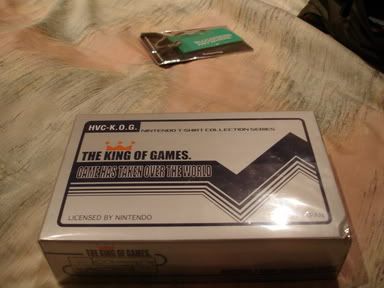 HVC-K.O.G. NINTENDO T-SHIRT COLLECTION SERIES
THE KING OF GAMES.
GAME HAS TAKEN OVER THE WORLD
LICENSED BY NINTENDO
THE KING OF GAMES.